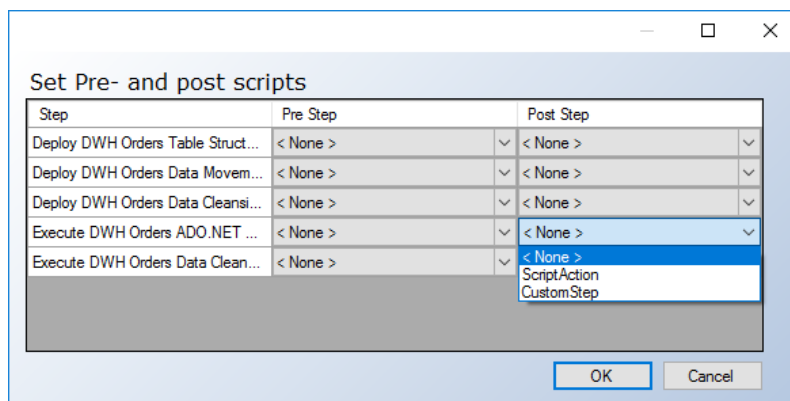 Set Pre- and post scripts
Step Pre Step Post Step
Deploy DWH Orders Table Struct... < None > < None >
Deploy DWH Orders Data Movem... < None > < None >
Deploy DWH Orders Data Cleansi... < None > < None >
Execute DWH Orders ADO.NET ... < None > < None >
Execute DWH Orders Data Clean... < None > < None >
ScriptAction
CustomStep
OK Cancel